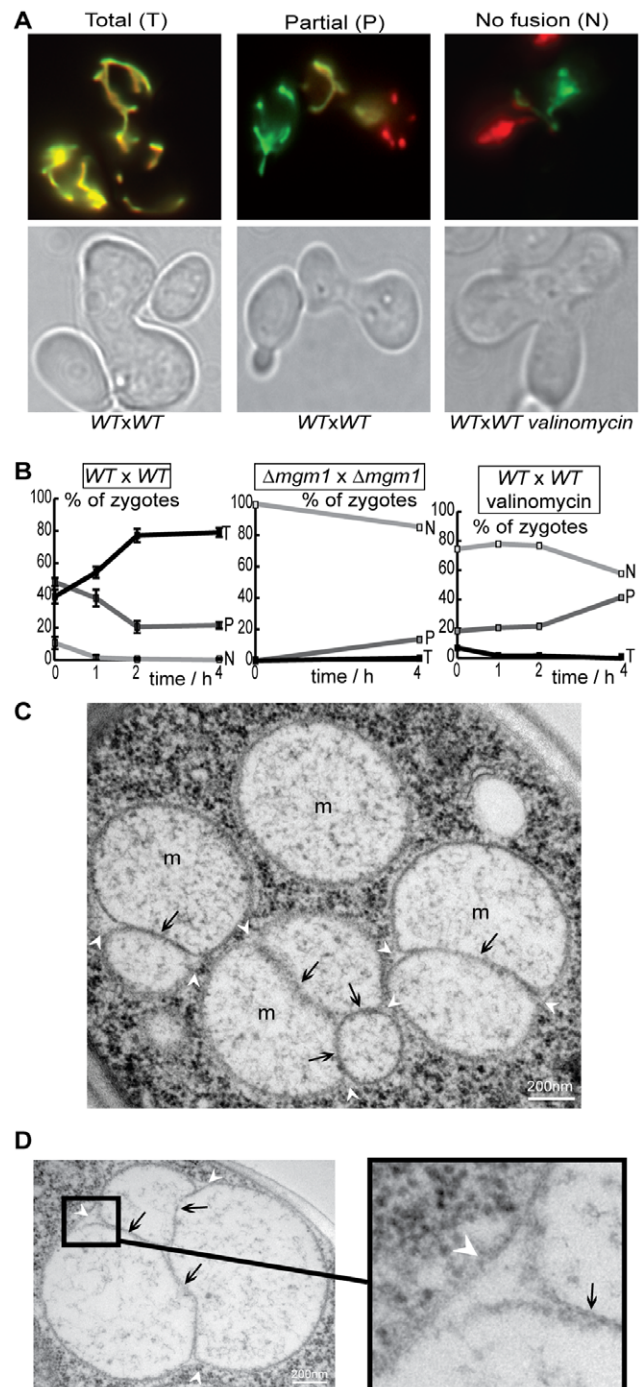 A
Total (T) Partial (P) No fusion (N)
WTxWT WTxWT WTxWT valinomycin
B
WT x WT Δmgm1 x Δmgm1 WT x WT
valinomycin
% of zygotes % of zygotes % of zygotes
100 100 100
80 80 80
60 60 60
40 40 40
20 20 20
0 0 0
T P N
N P T
N P T
0 1 2 4 0 4 0 1 2 4
time / h time / h time / h
C
m
m
m
m
200nm
D
200nm